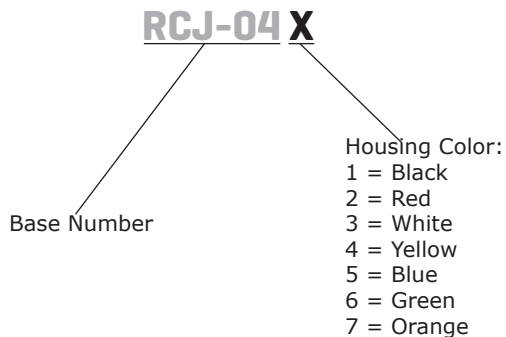 RCJ-04 X
Housing Color:
1 = Black
2 = Red
3 = White
4 = Yellow
5 = Blue
6 = Green
7 = Orange
Base Number